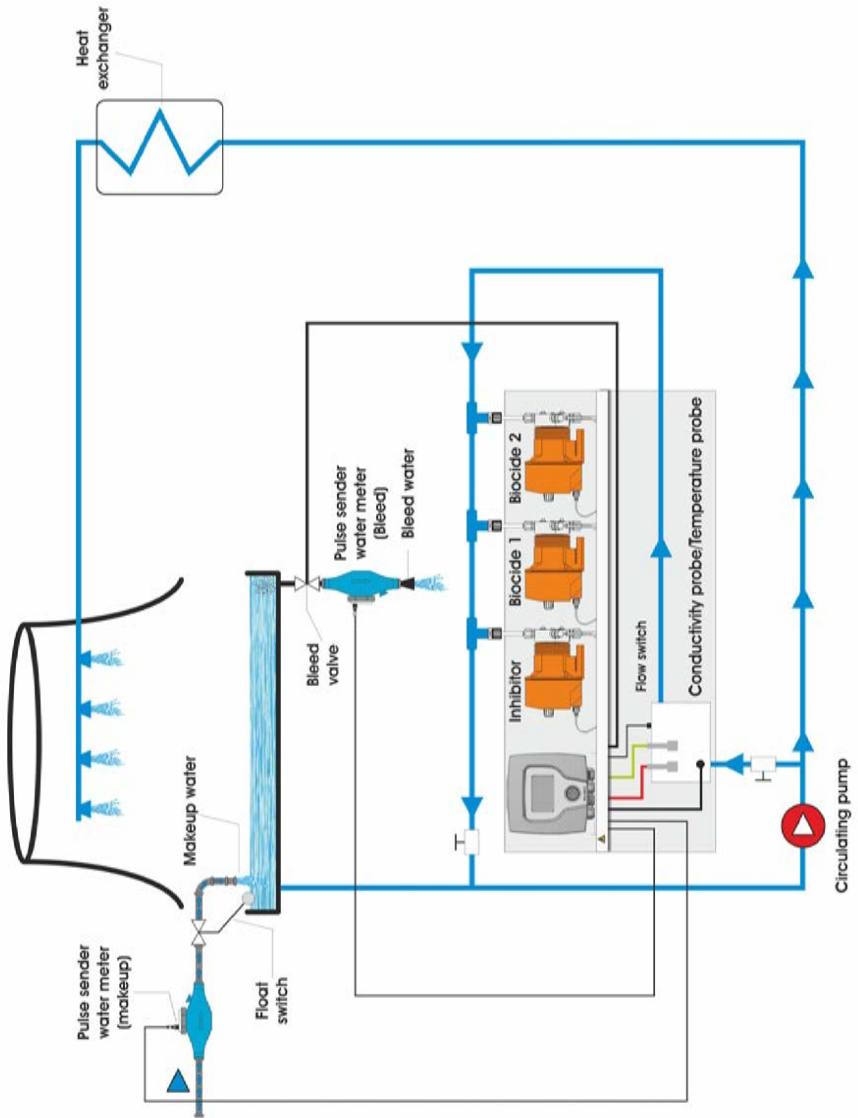 Heat
exchanger
Pulse sender
water meter
(makeup)
Makeup water
Float
switch
Bleed
valve
Pulse sender
water meter
(Bleed)
Bleed water
Inhibitor
Biocide 1
Biocide 2
Flow switch
Conductivity probe/Temperature probe
Circulating pump